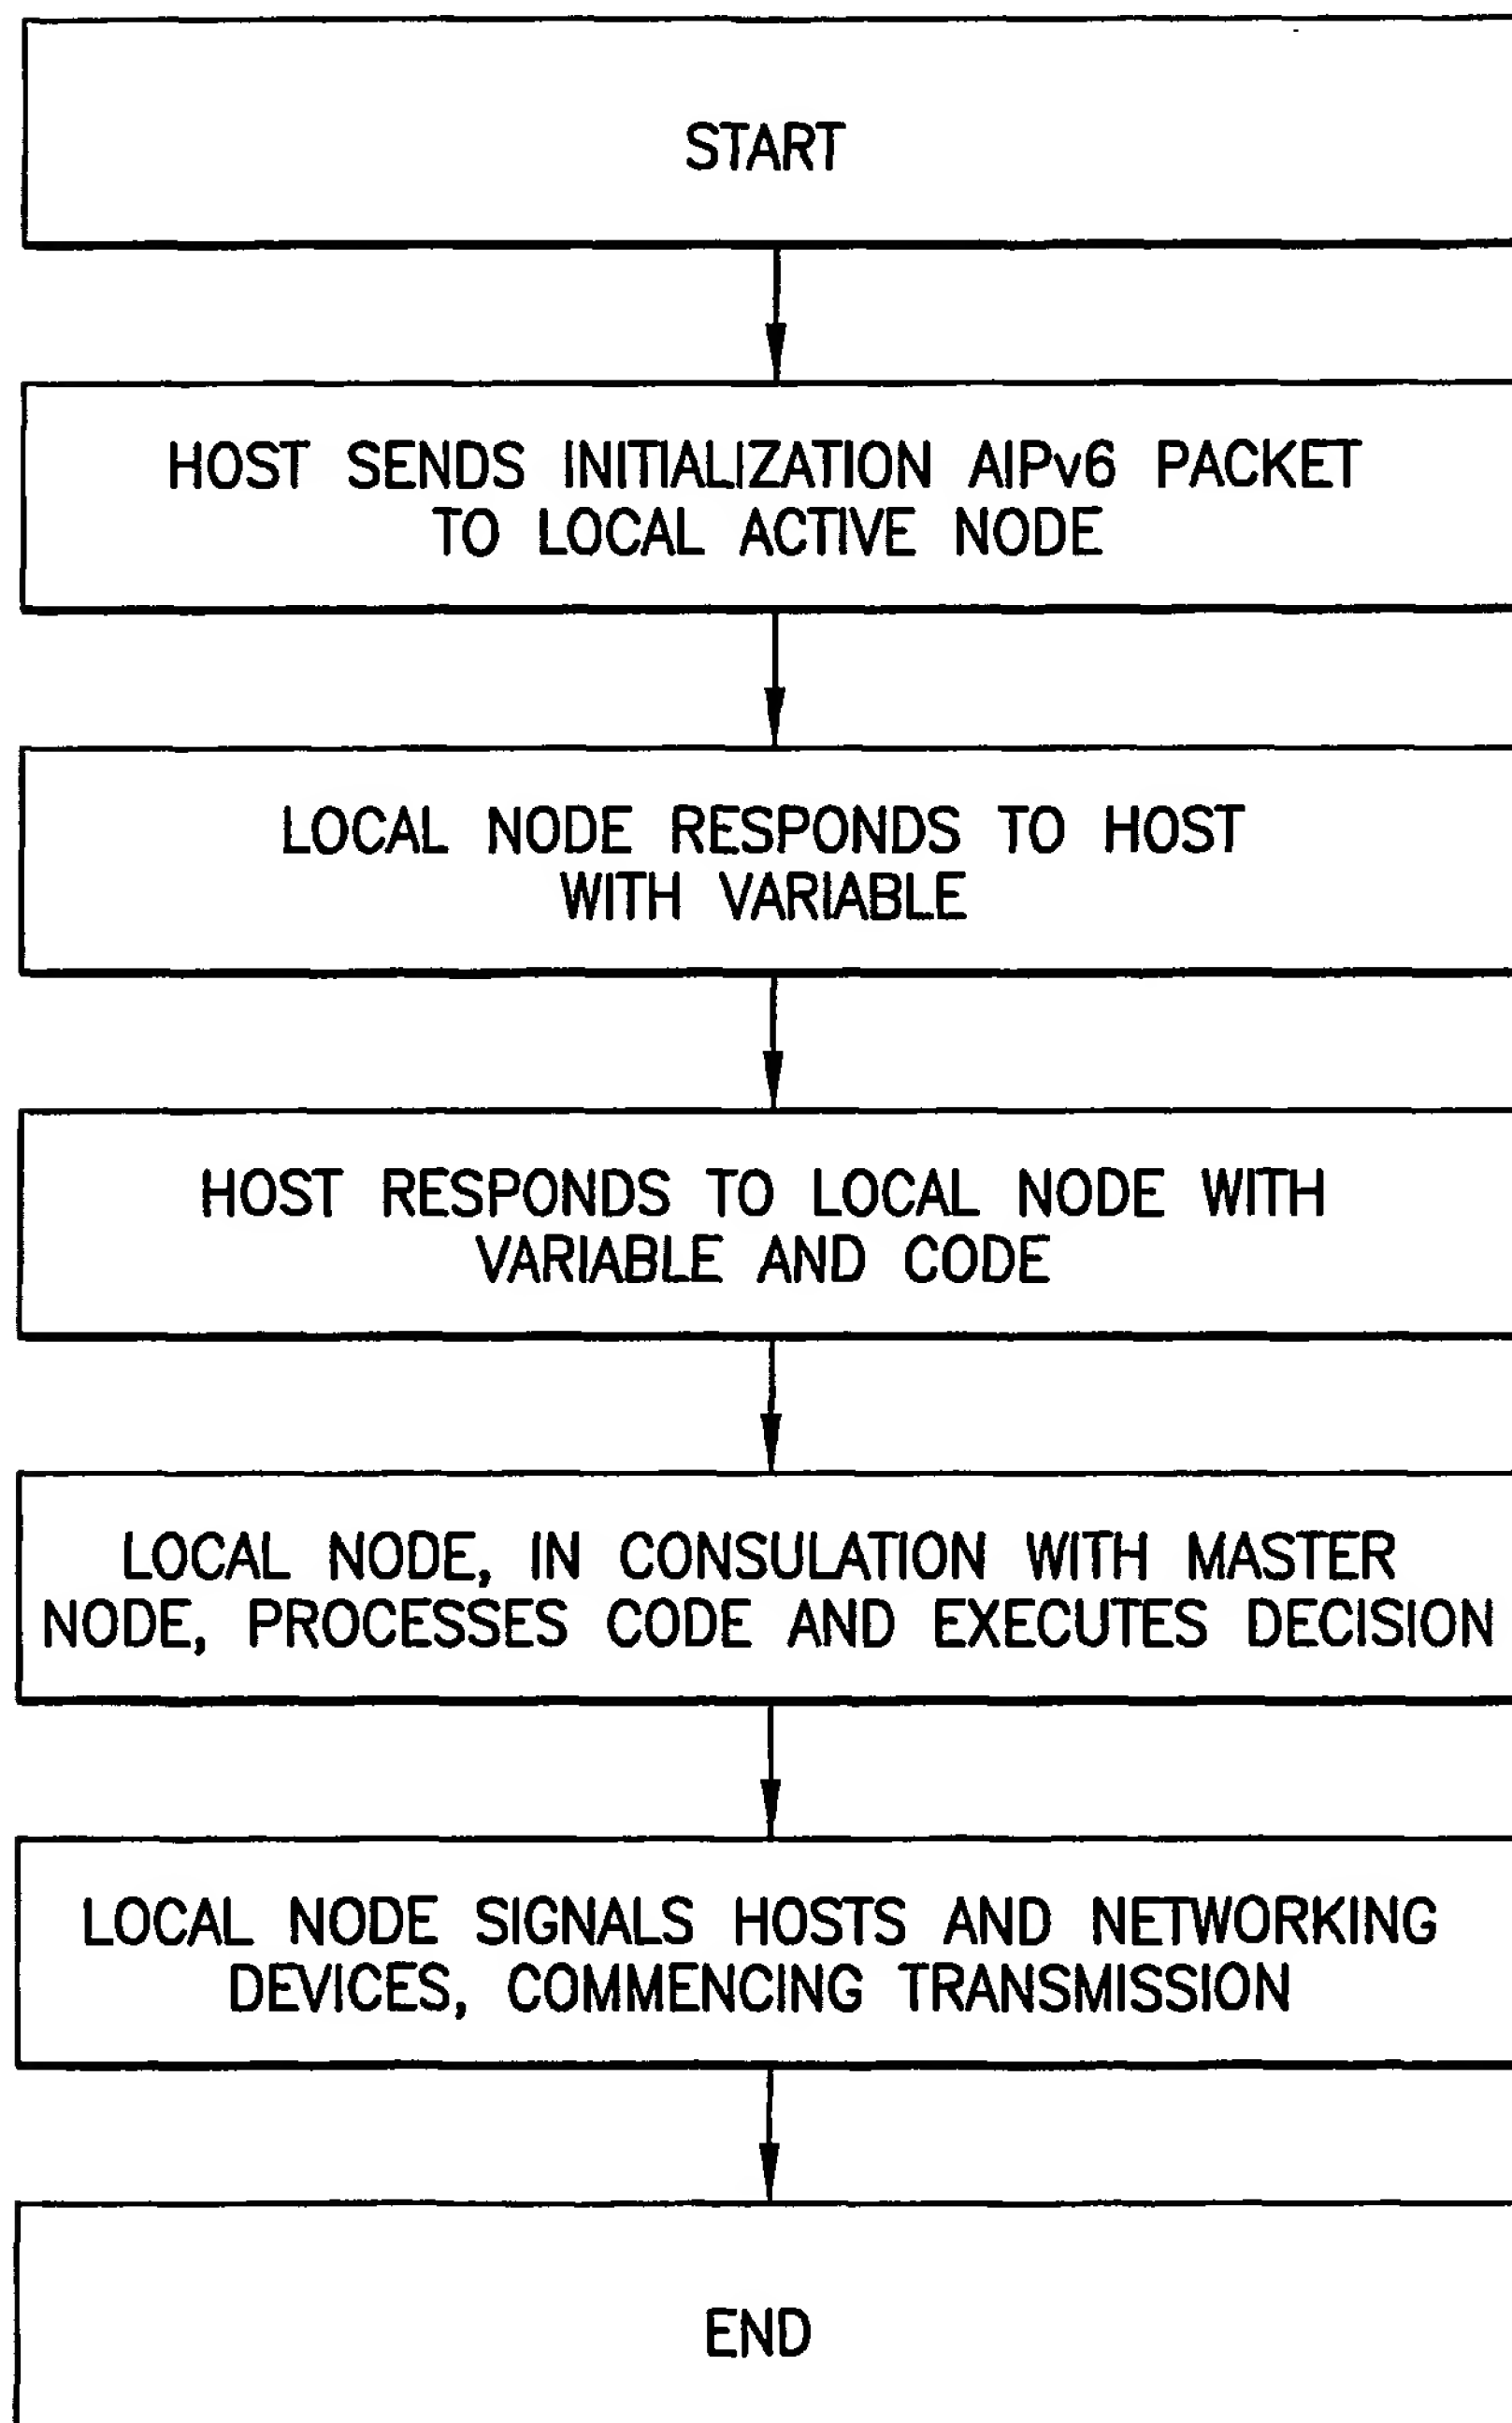 START
HOST SENDS INITIALIZATION AIPv6 PACKET
TO LOCAL ACTIVE NODE
LOCAL NODE RESPONDS TO HOST
WITH VARIABLE
HOST RESPONDS TO LOCAL NODE WITH
VARIABLE AND CODE
LOCAL NODE, IN CONSULATION WITH MASTER
NODE, PROCESSES CODE AND EXECUTES DECISION
LOCAL NODE SIGNALS HOSTS AND NETWORKING
DEVICES, COMMENCING TRANSMISSION
END